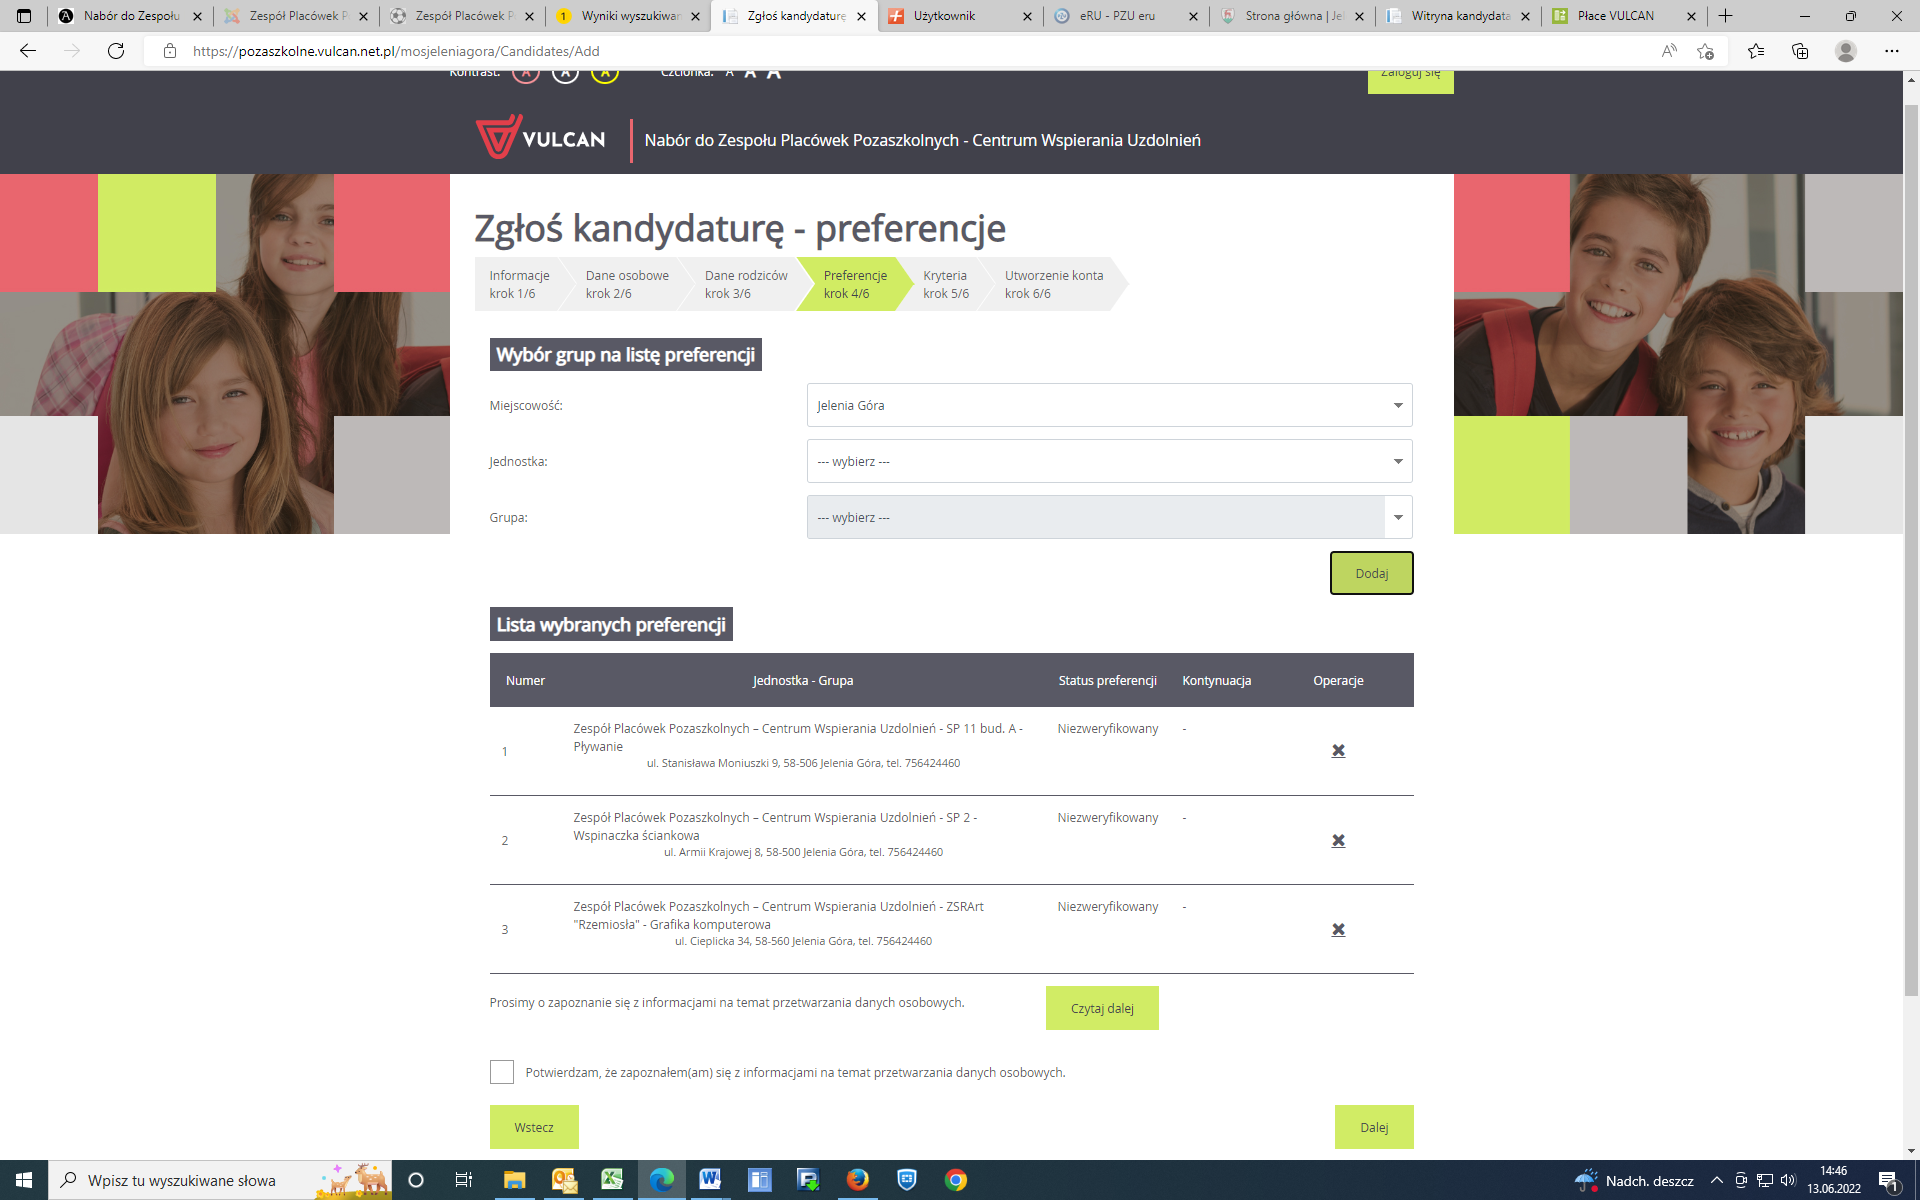 Nabór do Zespołu
Zespół Placówek P
Zespół Placówek P
1 Wyniki wyszukiwan
Zgłoś kandydaturę
Użytkownik
eRU - PZU eru
Strona główna | Jel
Witryna kandydata
Płace VULCAN
https://pozaszkolne.vulcan.net.pl/mosjeleniagora/Candidates/Add
Kontrast: A A A Czcionka: A A A
Zaloguj się
VULCAN
Nabór do Zespołu Placówek Pozaszkolnych - Centrum Wspierania Uzdolnień
Zgłoś kandydaturę - preferencje
Informacje
krok 1/6
Dane osobowe
krok 2/6
Dane rodziców
krok 3/6
Preferencje
krok 4/6
Kryteria
krok 5/6
Utworzenie konta
krok 6/6
Wybór grup na listę preferencji
Miejscowość:
Jelenia Góra
Jednostka:
--- wybierz ---
Grupa:
--- wybierz ---
Dodaj
Lista wybranych preferencji
Numer Jednostka - Grupa Status preferencji Kontynuacja Operacje
1
Zespół Placówek Pozaszkolnych – Centrum Wspierania Uzdolnień - SP 11 bud. A -
Pływanie
ul. Stanisława Moniuszki 9, 58-506 Jelenia Góra, tel. 756424460
Niezweryfikowany -
2
Zespół Placówek Pozaszkolnych – Centrum Wspierania Uzdolnień - SP 2 -
Wspinaczka ściankowa
ul. Armii Krajowej 8, 58-500 Jelenia Góra, tel. 756424460
Niezweryfikowany -
3
Zespół Placówek Pozaszkolnych – Centrum Wspierania Uzdolnień - ZSRArt
"Rzemiosła" - Grafika komputerowa
ul. Cieplicka 34, 58-560 Jelenia Góra, tel. 756424460
Niezweryfikowany -
Prosimy o zapoznanie się z informacjami na temat przetwarzania danych osobowych.
Czytaj dalej
Potwierdzam, że zapoznałem(am) się z informacjami na temat przetwarzania danych osobowych.
Wstecz
Dalej
Wpisz tu wyszukiwane słowa
Nadch. deszcz
14:46
13.06.2022
1